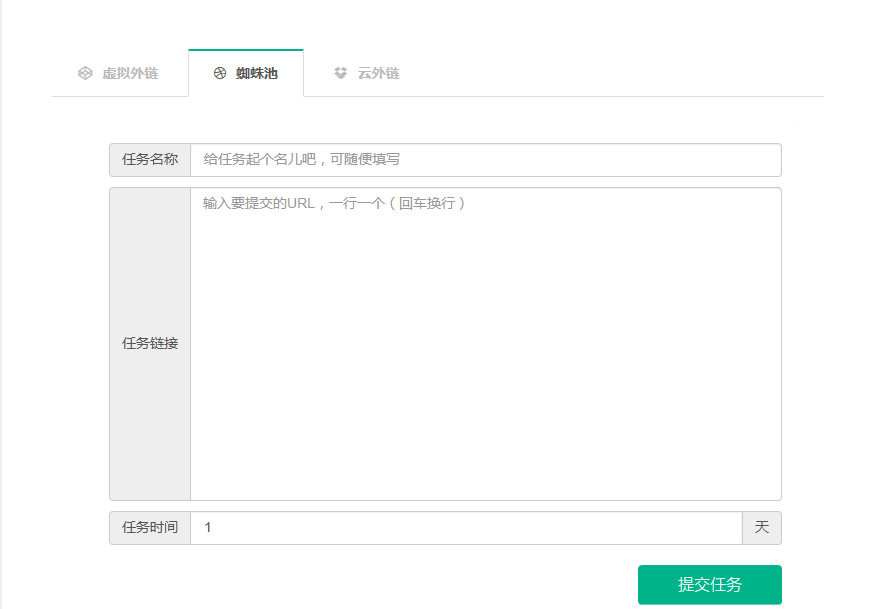 虚拟外链 蜘蛛池 云外链
任务名称 给任务起个名儿吧，可随便填写
输入要提交的URL，一行一个（回车换行）
任务链接
任务时间 1 天
提交任务